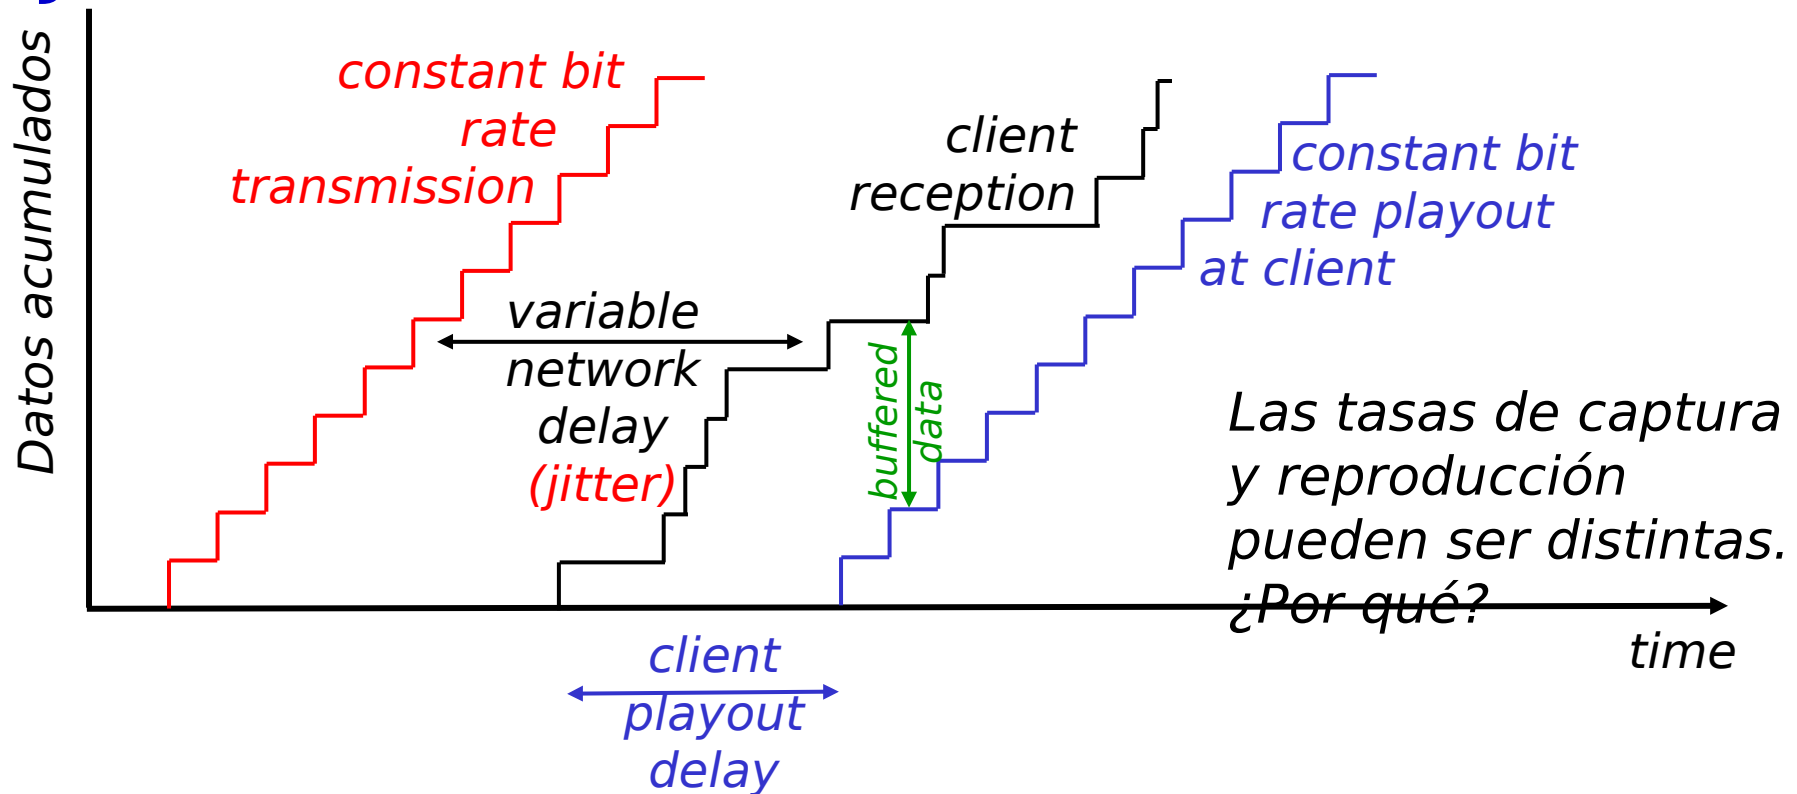 Datos acumulados
constant bit
rate
transmission
variable
network
delay
(jitter)
client
reception
constant bit
rate playout
at client
buffered
data
Las tasas de captura
y reproducción
pueden ser distintas.
¿Por qué?
time
client
playout
delay